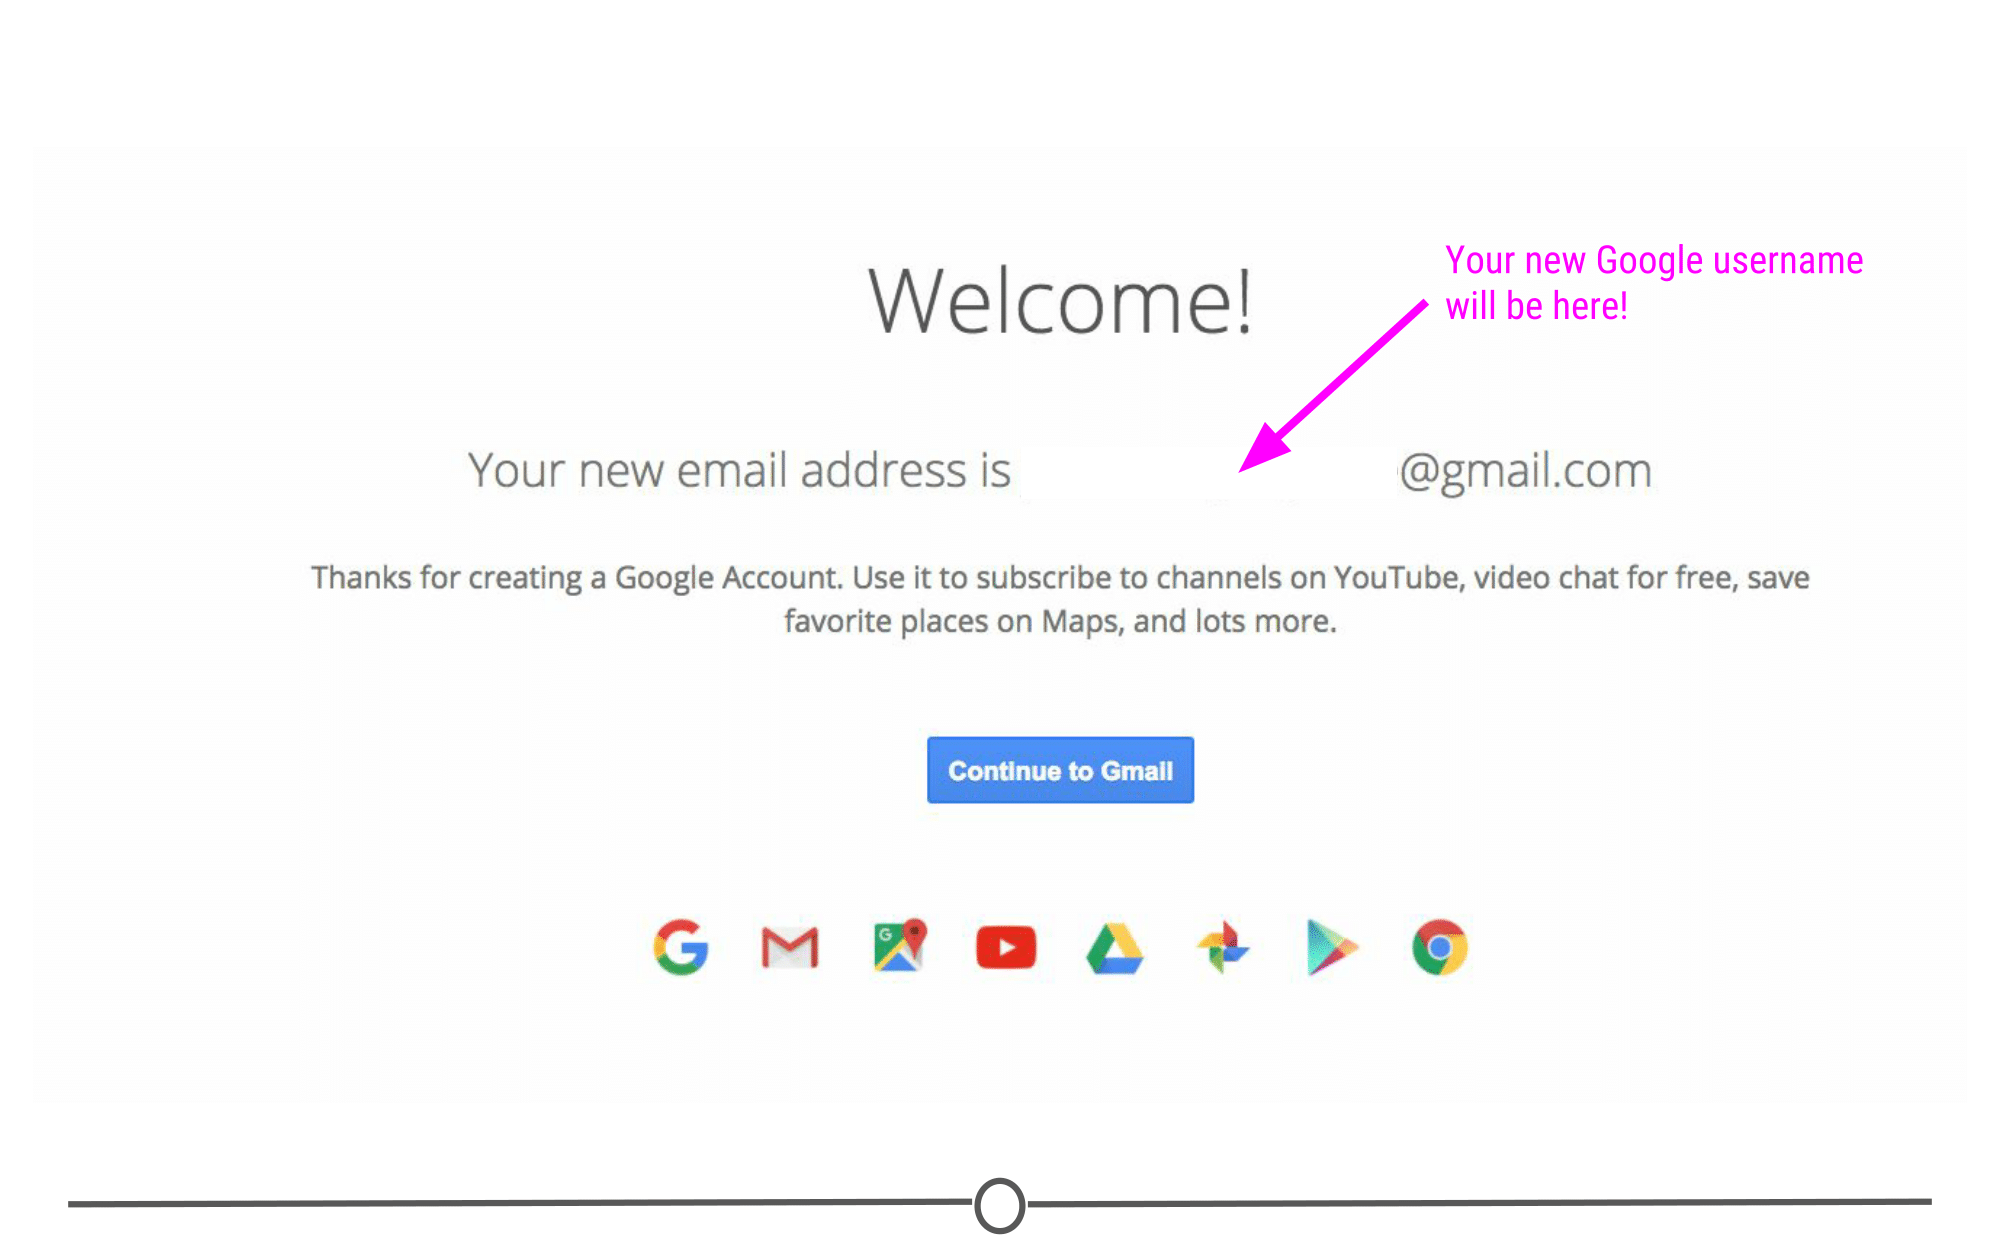 Welcome!
Your new Google username
will be here!
Your new email address is @gmail.com
Thanks for creating a Google Account. Use it to subscribe to channels on YouTube, video chat for free, save
favorite places on Maps, and lots more.
Continue to Gmail